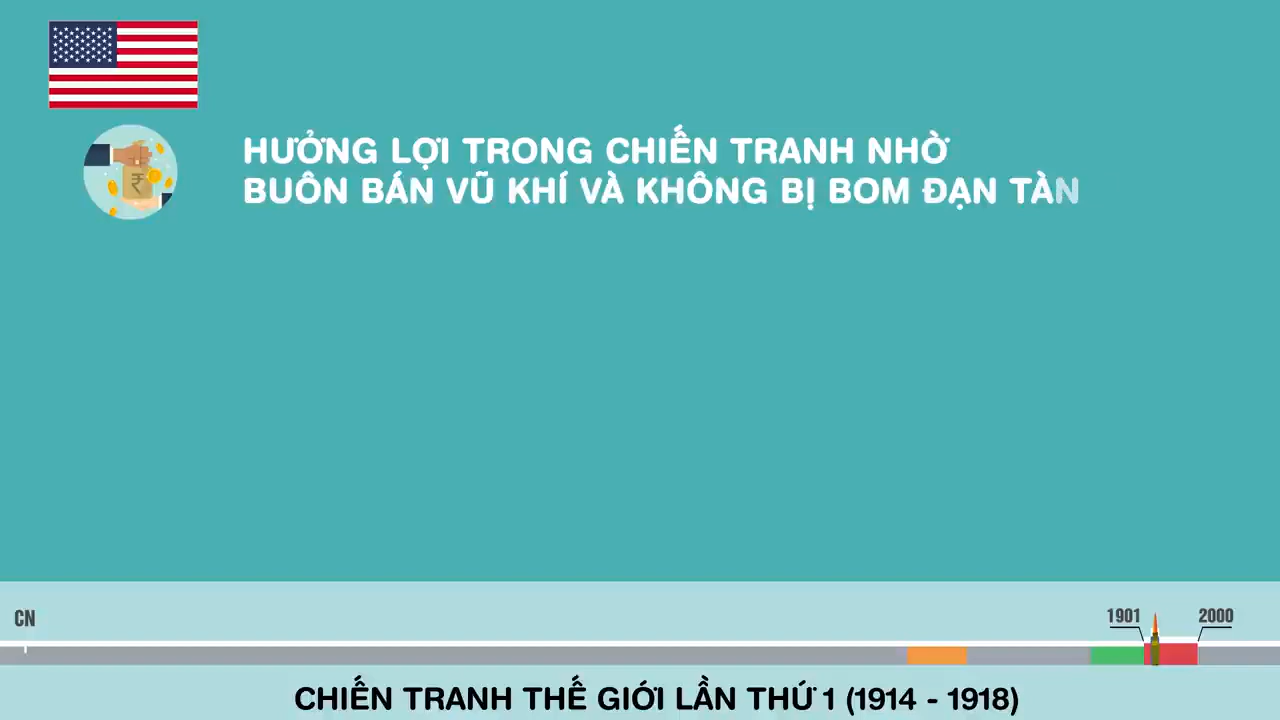 HƯỞNG LỢI TRONG CHIẾN TRANH NHỜ
BUÔN BÁN VŨ KHÍ VÀ KHÔNG BỊ BOM ĐẠN TÀN
CN
1901
2000
CHIẾN TRANH THẾ GIỚI LẦN THỨ 1 (1914 - 1918)